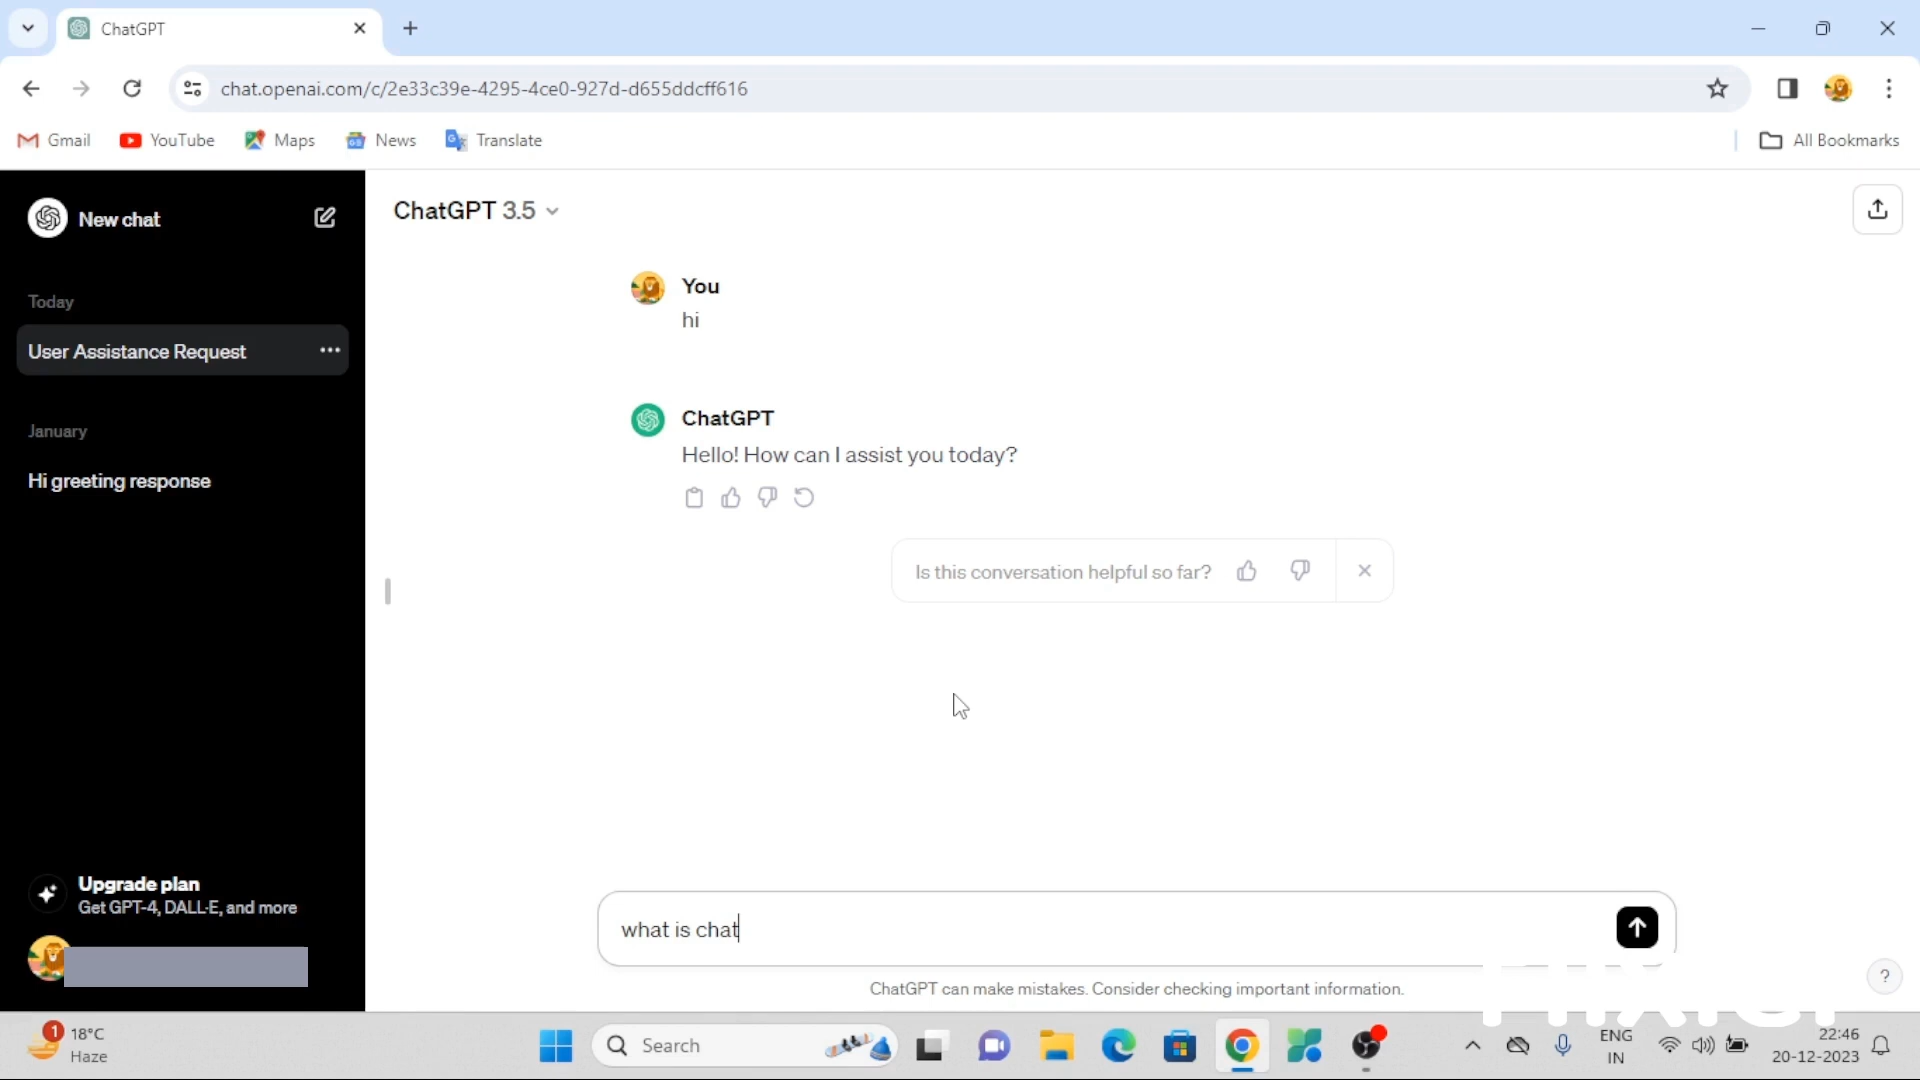 ChatGPT
chat.openai.com/c/2e33c39e-4295-4ce0-927d-d655ddcff616
Gmail
YouTube
Maps
News
Translate
All Bookmarks
New chat
ChatGPT 3.5
Today
User Assistance Request
January
Hi greeting response
You
hi
ChatGPT
Hello! How can I assist you today?
Is this conversation helpful so far?
Upgrade plan
Get GPT-4, DALL·E, and more
what is chat
ChatGPT can make mistakes. Consider checking important information.
?
1
18°C
Haze
Search
ENG
IN
22:46
20-12-2023